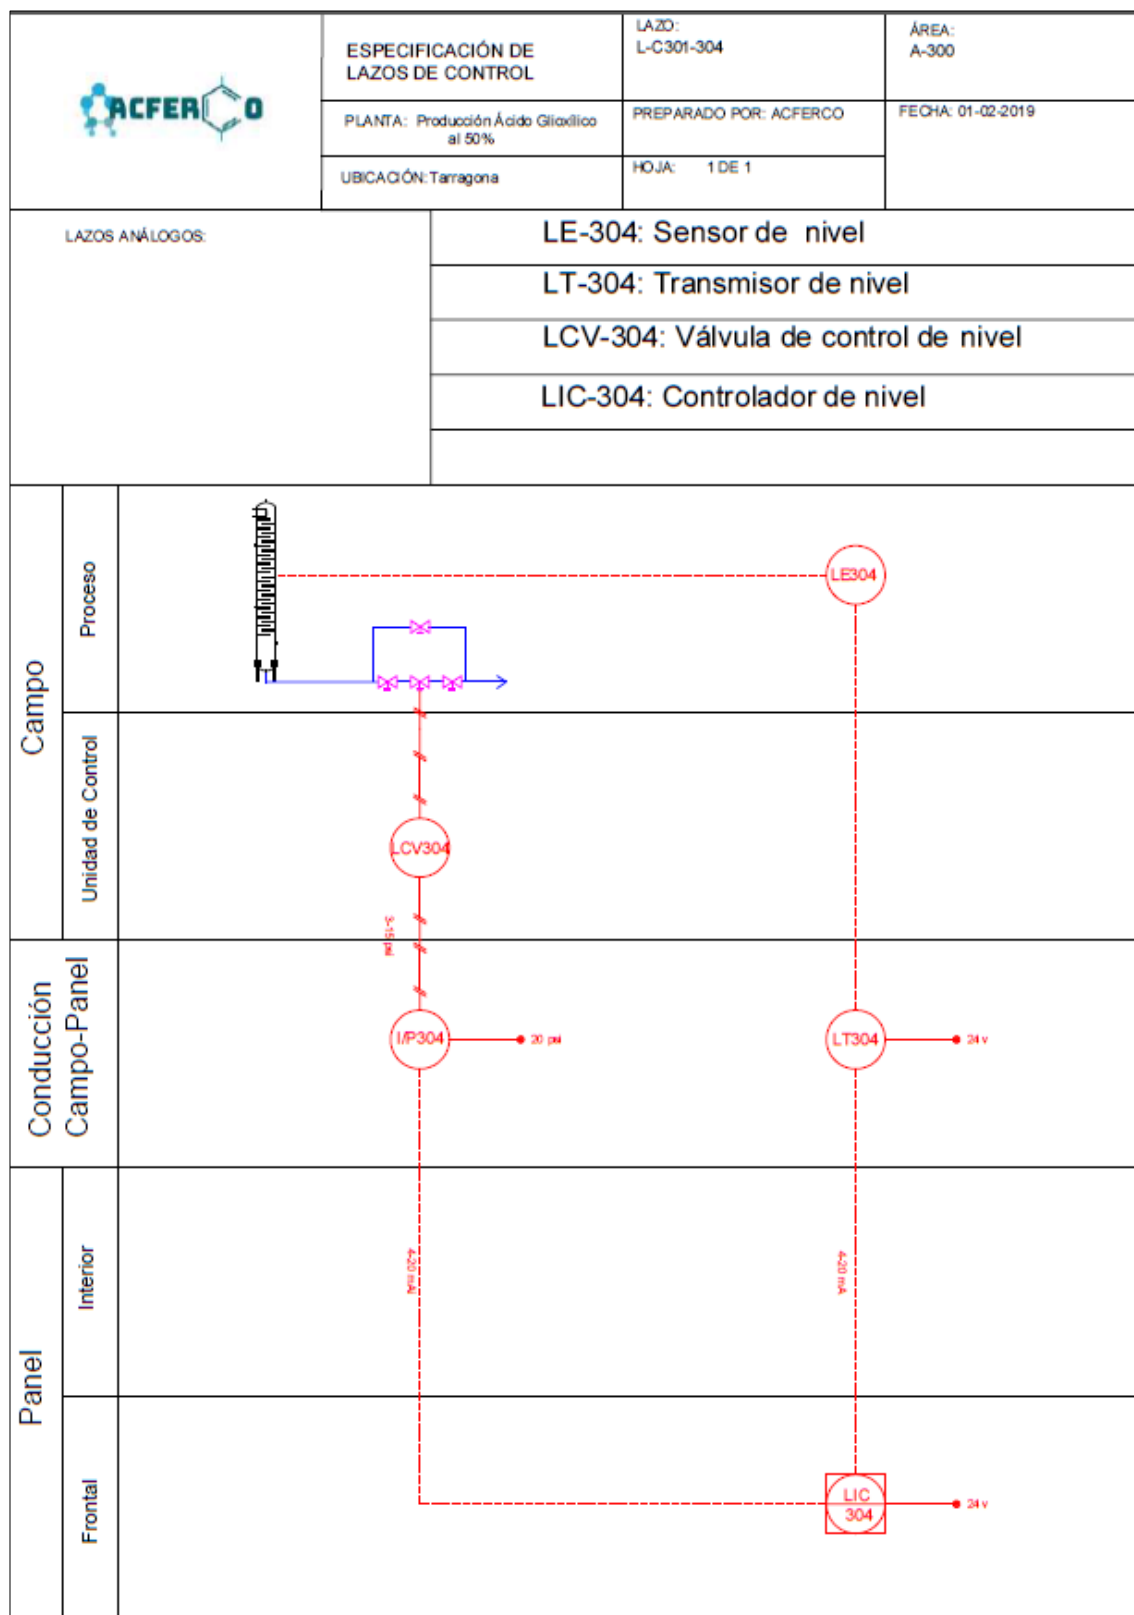 ACFERCO
ESPECIFICACIÓN DE
LAZOS DE CONTROL
LAZO:
L-C301-304
ÁREA:
A-300
PLANTA: Producción Ácido Glioxílico
al 50%
PREPARADO POR: ACFERCO
FECHA: 01-02-2019
UBICACIÓN: Tarragona
HOJA: 1 DE 1
LAZOS ANÁLOGOS:
LE-304: Sensor de nivel
LT-304: Transmisor de nivel
LCV-304: Válvula de control de nivel
LIC-304: Controlador de nivel
Campo
Proceso
LE304
Unidad de Control
LCV304
3-15 psi
Conducción
Campo-Panel
I/P304
20 psi
LT304
24 v
Panel
Interior
4-20 mA
4-20 mA
Frontal
LIC
304
24 v